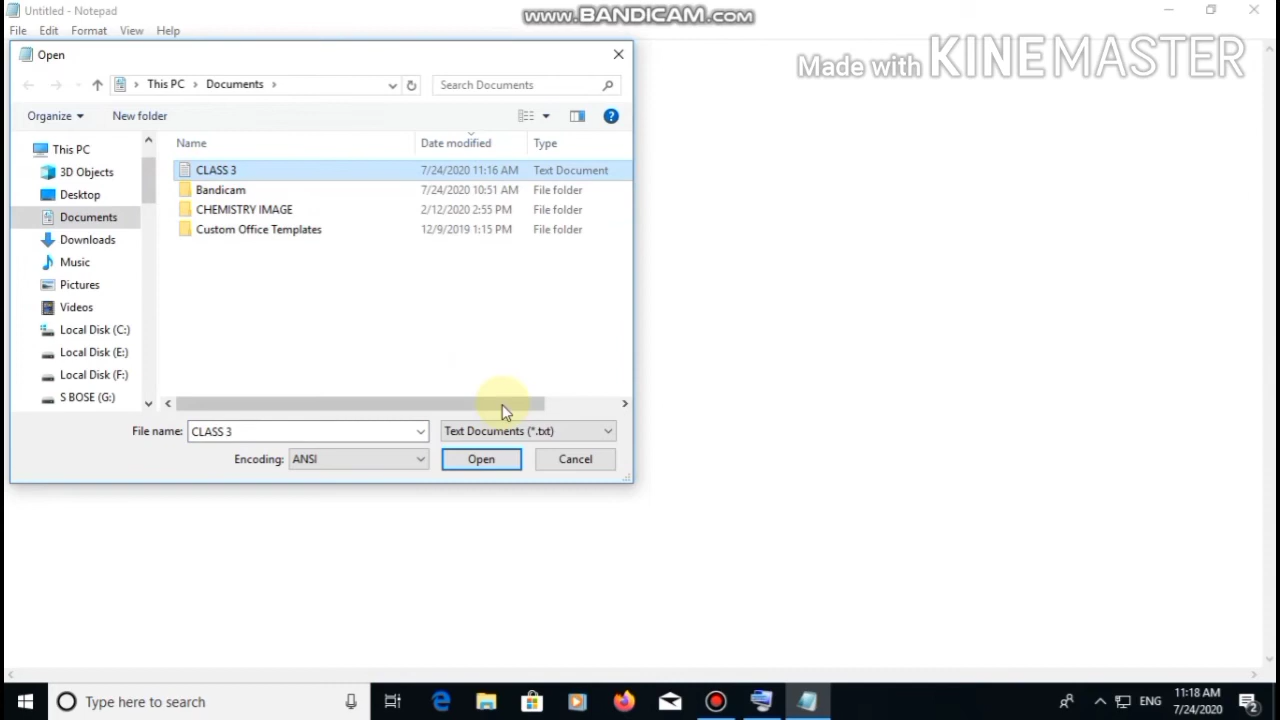 Untitled - Notepad
www.BANDICAM.com
File Edit Format View Help
Made with KINEMASTER
Open
This PC Documents
Search Documents
Organize New folder
Name Date modified Type
This PC
3D Objects
Desktop
Documents
Downloads
Music
Pictures
Videos
Local Disk (C:)
Local Disk (E:)
Local Disk (F:)
S BOSE (G:)
CLASS 3 7/24/2020 11:16 AM Text Document
Bandicam 7/24/2020 10:51 AM File folder
CHEMISTRY IMAGE 2/12/2020 2:55 PM File folder
Custom Office Templates 12/9/2019 1:15 PM File folder
File name: CLASS 3 Text Documents (*.txt)
Encoding: ANSI Open Cancel
Type here to search
ENG
11:18 AM
7/24/2020
2